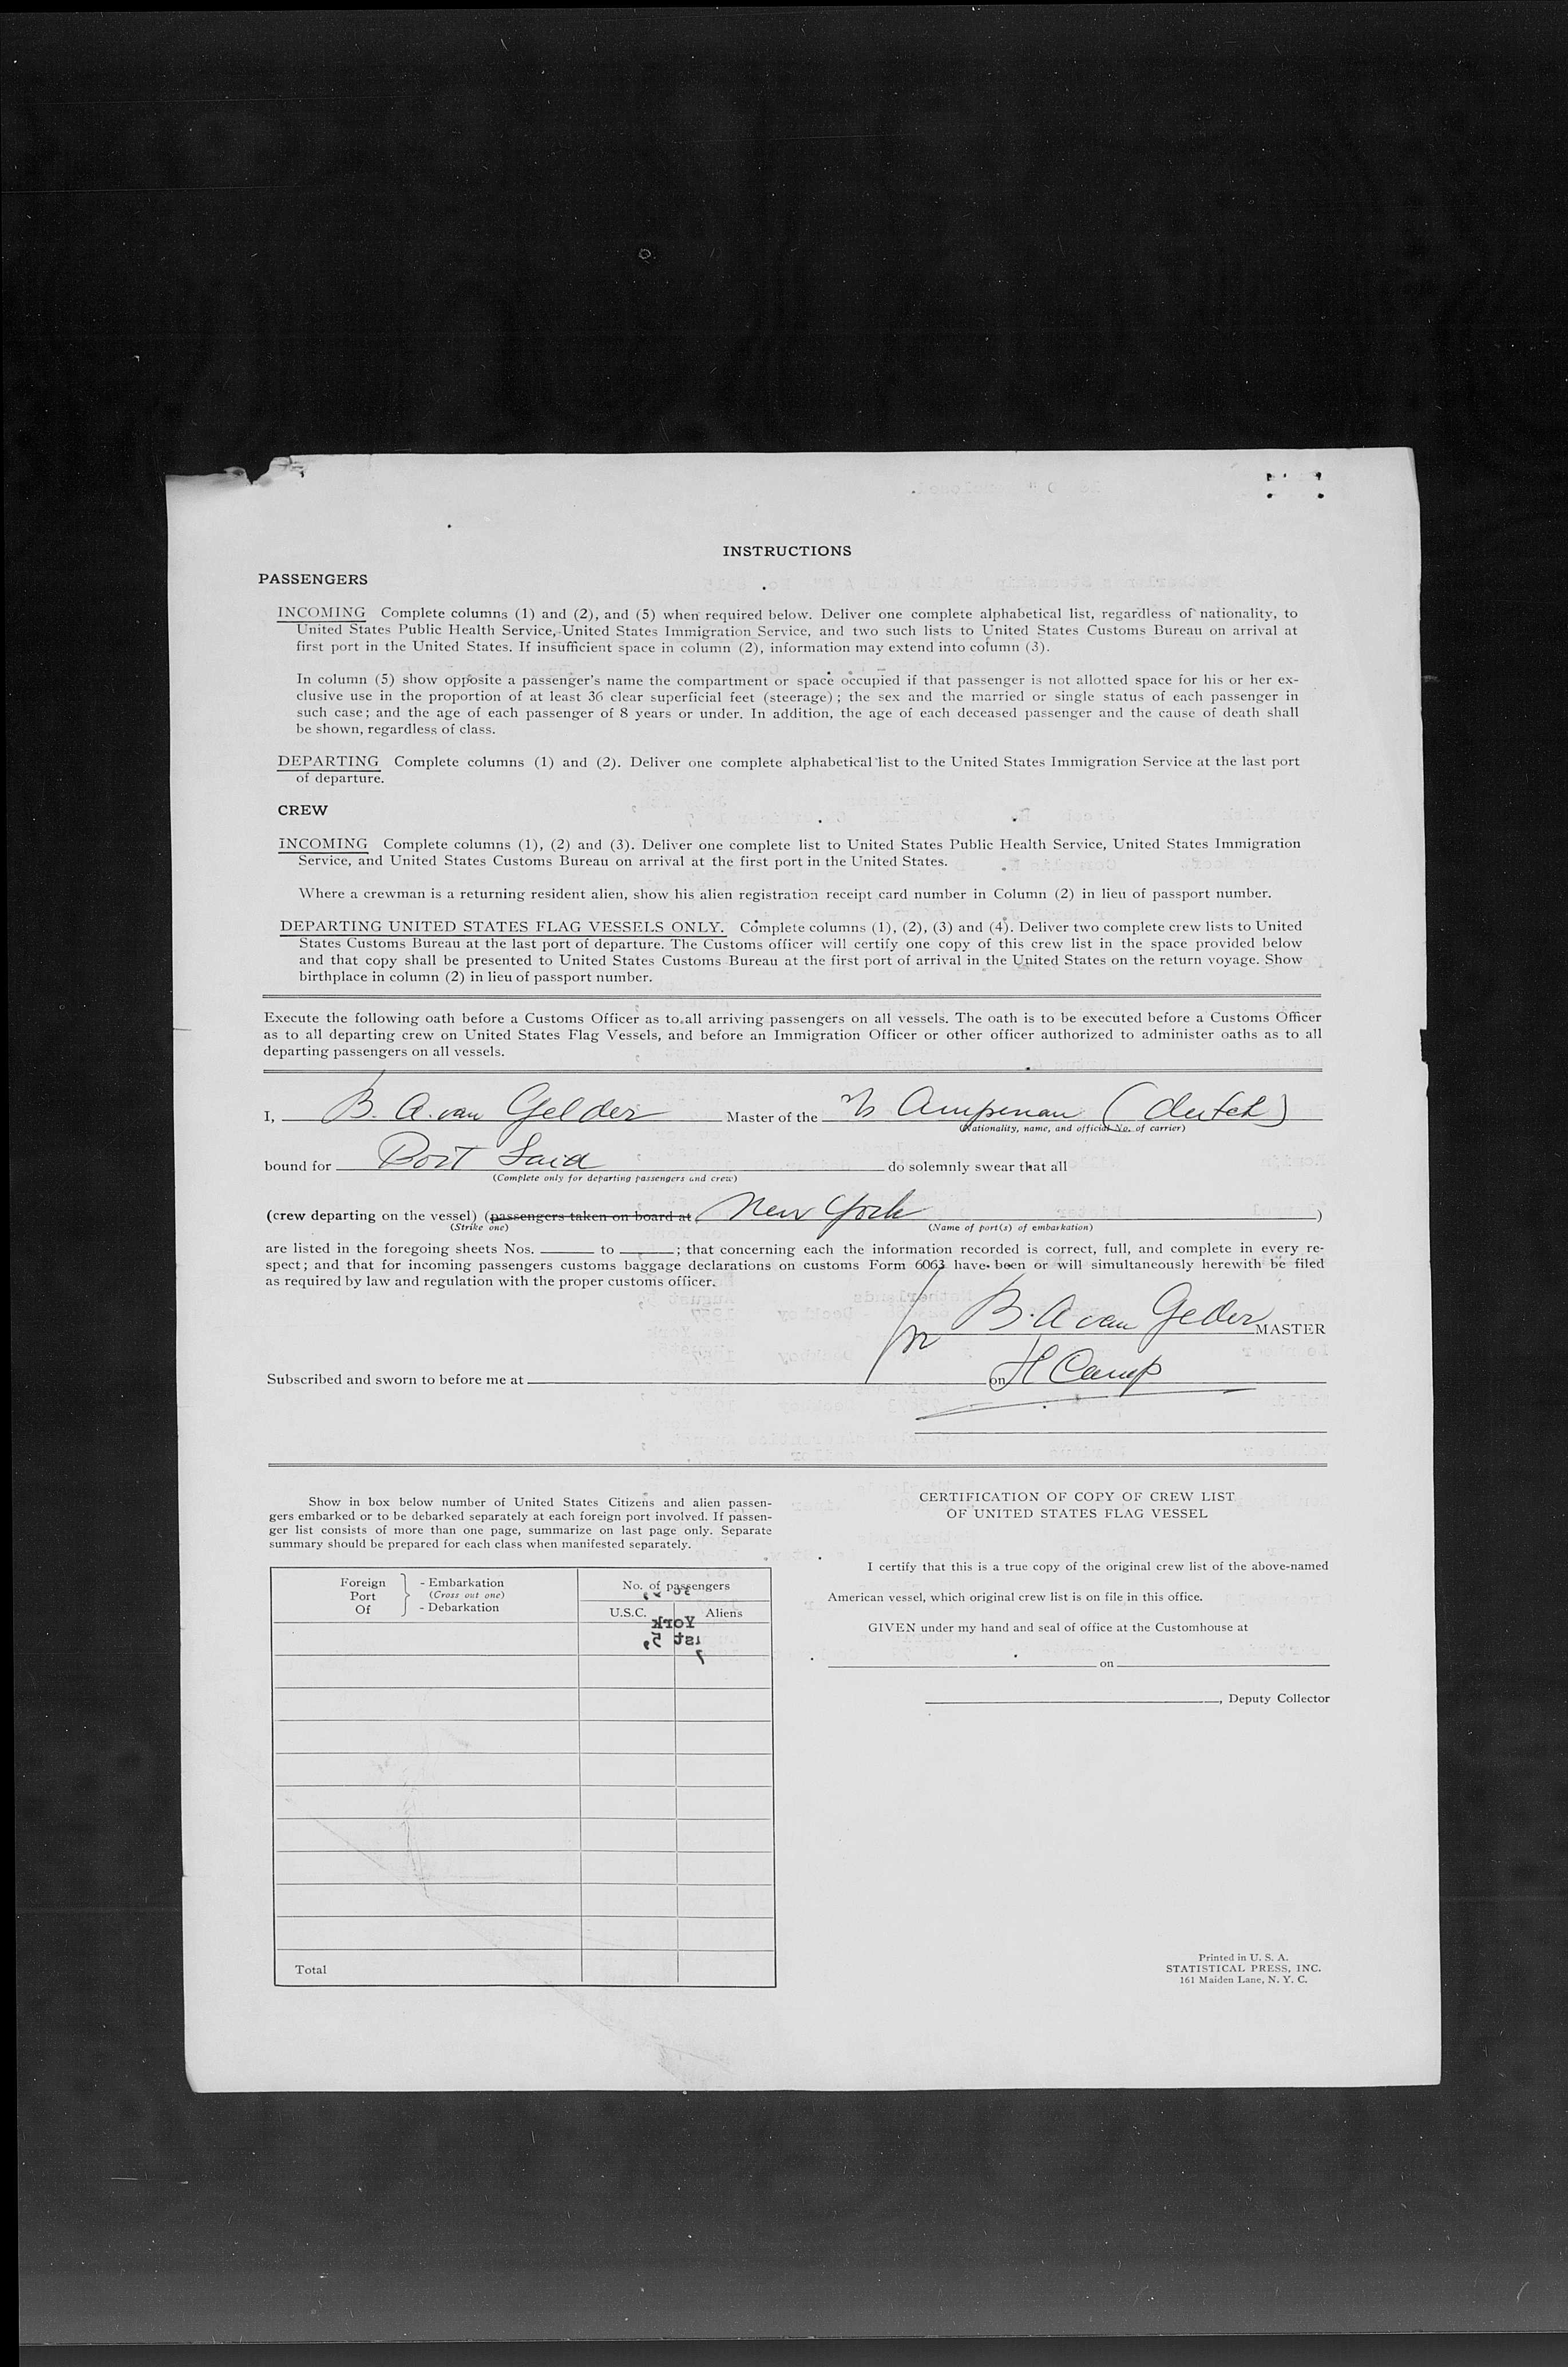 INSTRUCTIONS
PASSENGERS
INCOMING Complete columns (1) and (2), and (5) when required below. Deliver one complete alphabetical list, regardless of nationality, to
United States Public Health Service, United States Immigration Service, and two such lists to United States Customs Bureau on arrival at
first port in the United States. If insufficient space in column (2), information may extend into column (3).
In column (5) show opposite a passenger's name the compartment or space occupied if that passenger is not allotted space for his or her ex-
clusive use in the proportion of at least 36 clear superficial feet (steerage); the sex and the married or single status of each passenger in
such case; and the age of each passenger of 8 years or under. In addition, the age of each deceased passenger and the cause of death shall
be shown, regardless of class.
DEPARTING Complete columns (1) and (2). Deliver one complete alphabetical list to the United States Immigration Service at the last port
of departure.
CREW
INCOMING Complete columns (1), (2) and (3). Deliver one complete list to United States Public Health Service, United States Immigration
Service, and United States Customs Bureau on arrival at the first port in the United States.
Where a crewman is a returning resident alien, show his alien registration receipt card number in Column (2) in lieu of passport number.
DEPARTING UNITED STATES FLAG VESSELS ONLY. Complete columns (1), (2), (3) and (4). Deliver two complete crew lists to United
States Customs Bureau at the last port of departure. The Customs officer will certify one copy of this crew list in the space provided below
and that copy shall be presented to United States Customs Bureau at the first port of arrival in the United States on the return voyage. Show
birthplace in column (2) in lieu of passport number.
Execute the following oath before a Customs Officer as to all arriving passengers on all vessels. The oath is to be executed before a Customs Officer
as to all departing crew on United States Flag Vessels, and before an Immigration Officer or other officer authorized to administer oaths as to all
departing passengers on all vessels.
I, B. A. van Gelder Master of the Ampenan (dutch)
(Nationality, name, and official No. of carrier)
bound for Port Said do solemnly swear that all
(Complete only for departing passengers and crew)
(crew departing on the vessel) (passengers taken on board at New York )
(Strike one) (Name of port(s) of embarkation)
are listed in the foregoing sheets Nos. to ; that concerning each the information recorded is correct, full, and complete in every re-
spect; and that for incoming passengers customs baggage declarations on customs Form 6063 have been or will simultaneously herewith be filed
as required by law and regulation with the proper customs officer.
B. A van Gelder MASTER
Subscribed and sworn to before me at on H Camp
Show in box below number of United States Citizens and alien passen-
gers embarked or to be debarked separately at each foreign port involved. If passen-
ger list consists of more than one page, summarize on last page only. Separate
summary should be prepared for each class when manifested separately.
Foreign Port Of - Embarkation (Cross out one) - Debarkation
No. of passengers
U.S.C. Aliens
Total
CERTIFICATION OF COPY OF CREW LIST
OF UNITED STATES FLAG VESSEL
I certify that this is a true copy of the original crew list of the above-named
American vessel, which original crew list is on file in this office.
GIVEN under my hand and seal of office at the Customhouse at
on
, Deputy Collector
Printed in U. S. A.
STATISTICAL PRESS, INC.
161 Maiden Lane, N. Y. C.